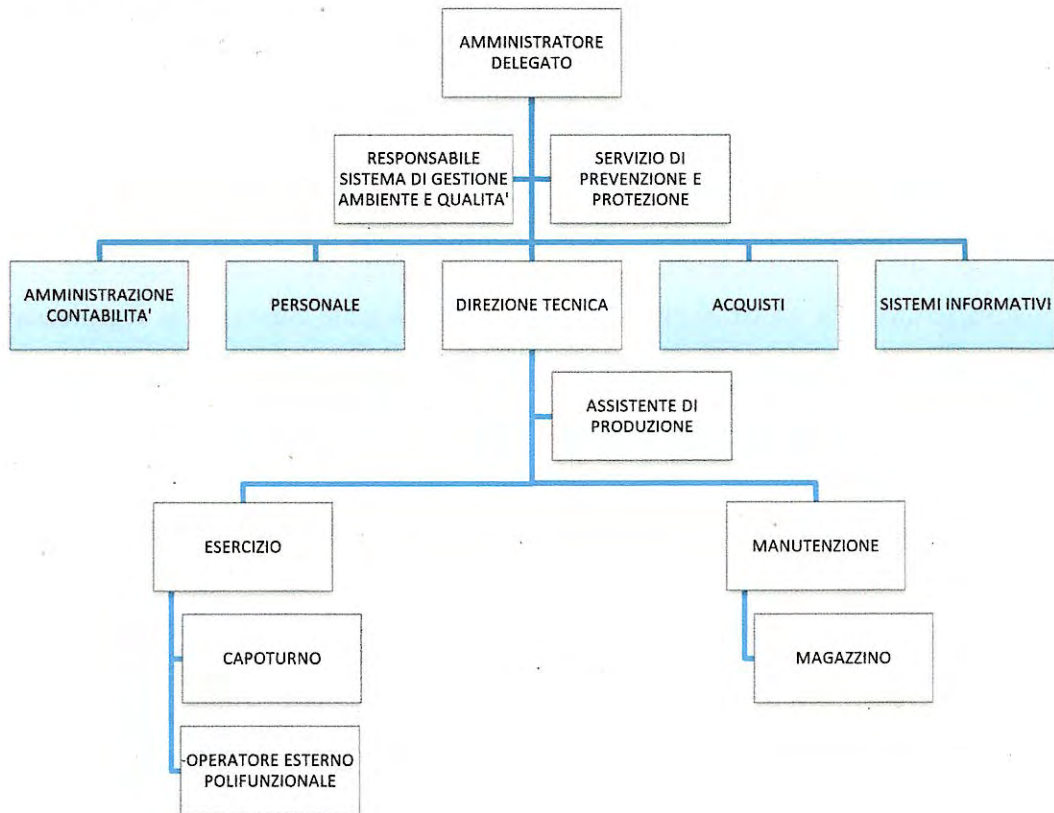 AMMINISTRATORE
DELEGATO
RESPONSABILE
SISTEMA DI GESTIONE
AMBIENTE E QUALITA'
SERVIZIO DI
PREVENZIONE E
PROTEZIONE
AMMINISTRAZIONE
CONTABILITA'
PERSONALE
DIREZIONE TECNICA
ACQUISTI
SISTEMI INFORMATIVI
ASSISTENTE DI
PRODUZIONE
ESERCIZIO
MANUTENZIONE
CAPOTURNO
MAGAZZINO
OPERATORE ESTERNO
POLIFUNZIONALE